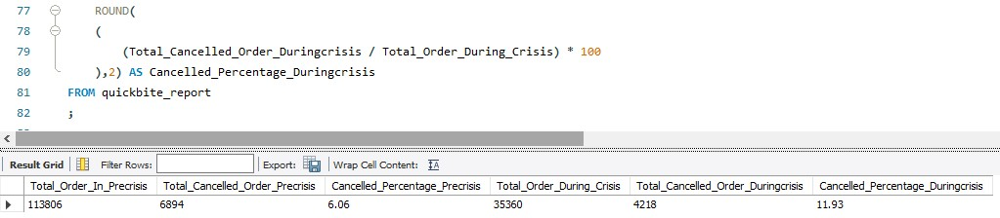 77 ROUND(
78 (
79 (Total_Cancelled_Order_Duringcrisis / Total_Order_During_Crisis) * 100
80 ),2) AS Cancelled_Percentage_Duringcrisis
81 FROM quickbite_report
82 ;
Result Grid Filter Rows: Export: Wrap Cell Content:
Total_Order_In_Precrisis Total_Cancelled_Order_Precrisis Cancelled_Percentage_Precrisis Total_Order_During_Crisis Total_Cancelled_Order_Duringcrisis Cancelled_Percentage_Duringcrisis
113806 6894 6.06 35360 4218 11.93